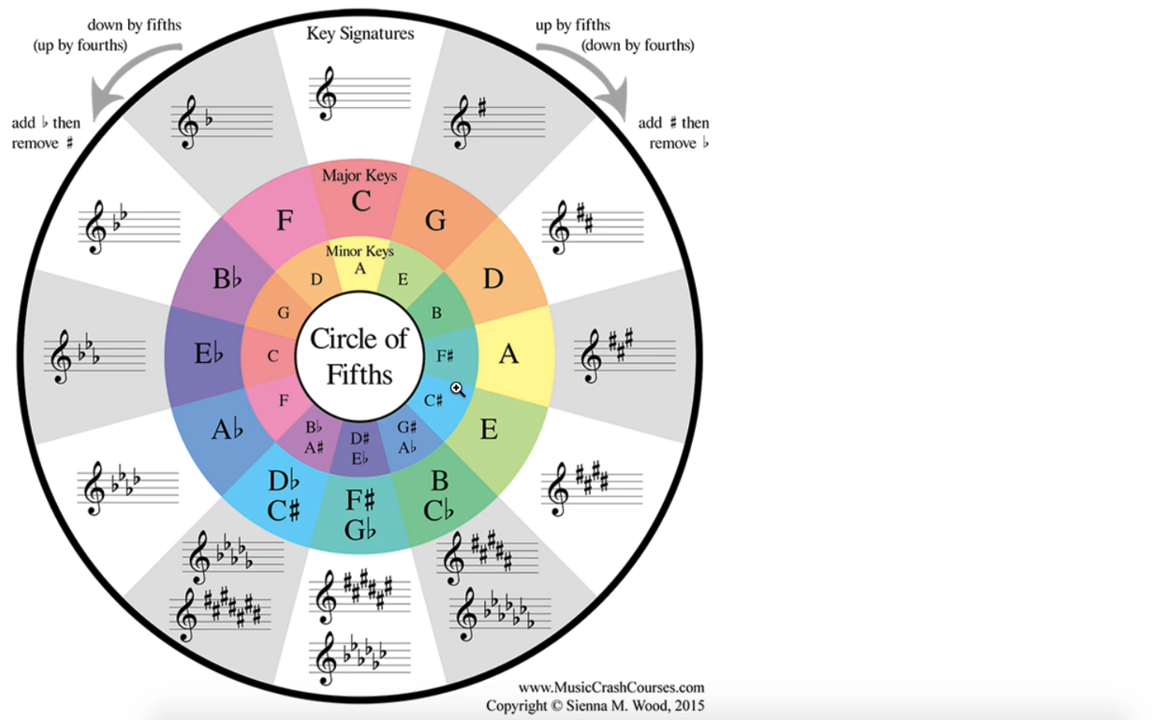 down by fifths
(up by fourths)
add ♭ then
remove ♯
Key Signatures
up by fifths
(down by fourths)
add ♯ then
remove ♭
Major Keys
C
G
D
A
E
B
C♭
F♯
G♭
D♭
C♯
A♭
E♭
B♭
F
Minor Keys
A
E
B
F♯
C♯
G♯
A♭
D♯
E♭
B♭
A♯
F
C
G
D
Circle of
Fifths
www.MusicCrashCourses.com
Copyright © Sienna M. Wood, 2015